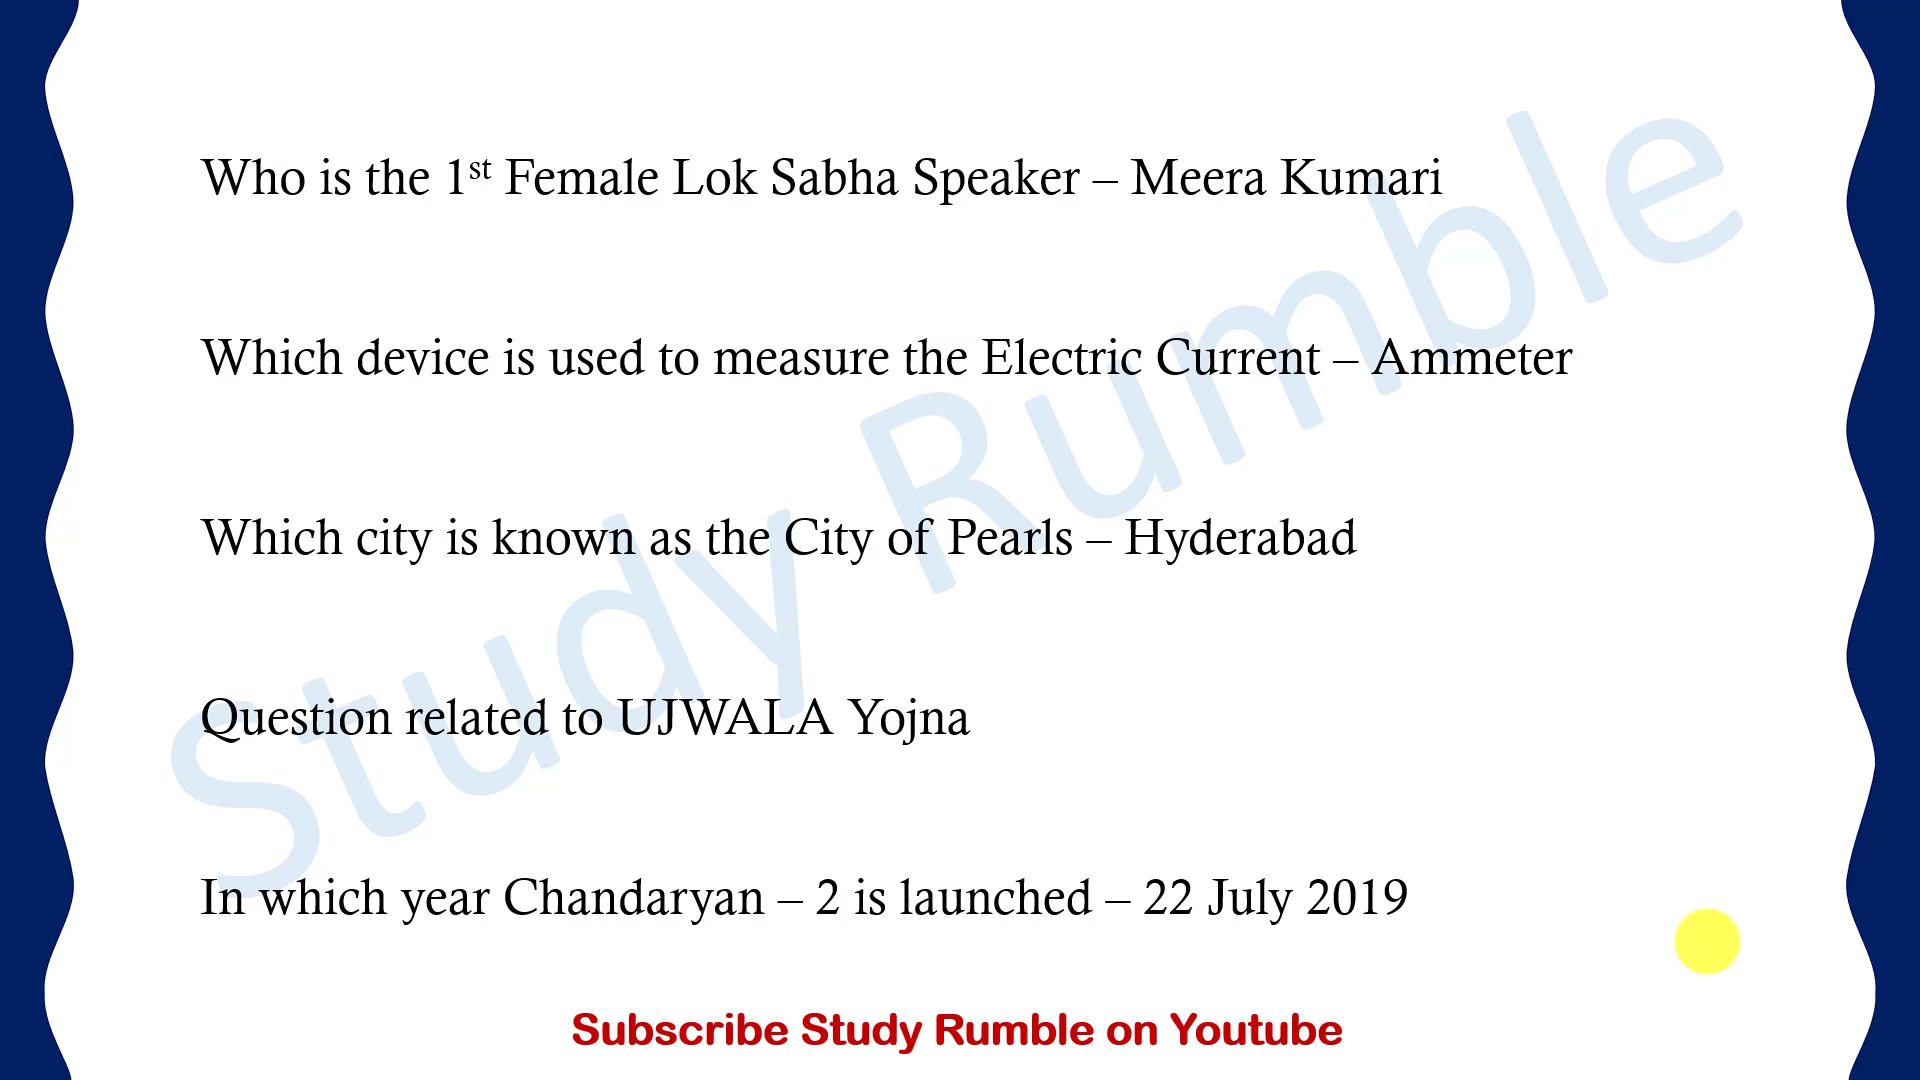 Who is the 1st Female Lok Sabha Speaker – Meera Kumari
Which device is used to measure the Electric Current – Ammeter
Which city is known as the City of Pearls – Hyderabad
Question related to UJWALA Yojna
In which year Chandaryan – 2 is launched – 22 July 2019
Study Rumble
Subscribe Study Rumble on Youtube